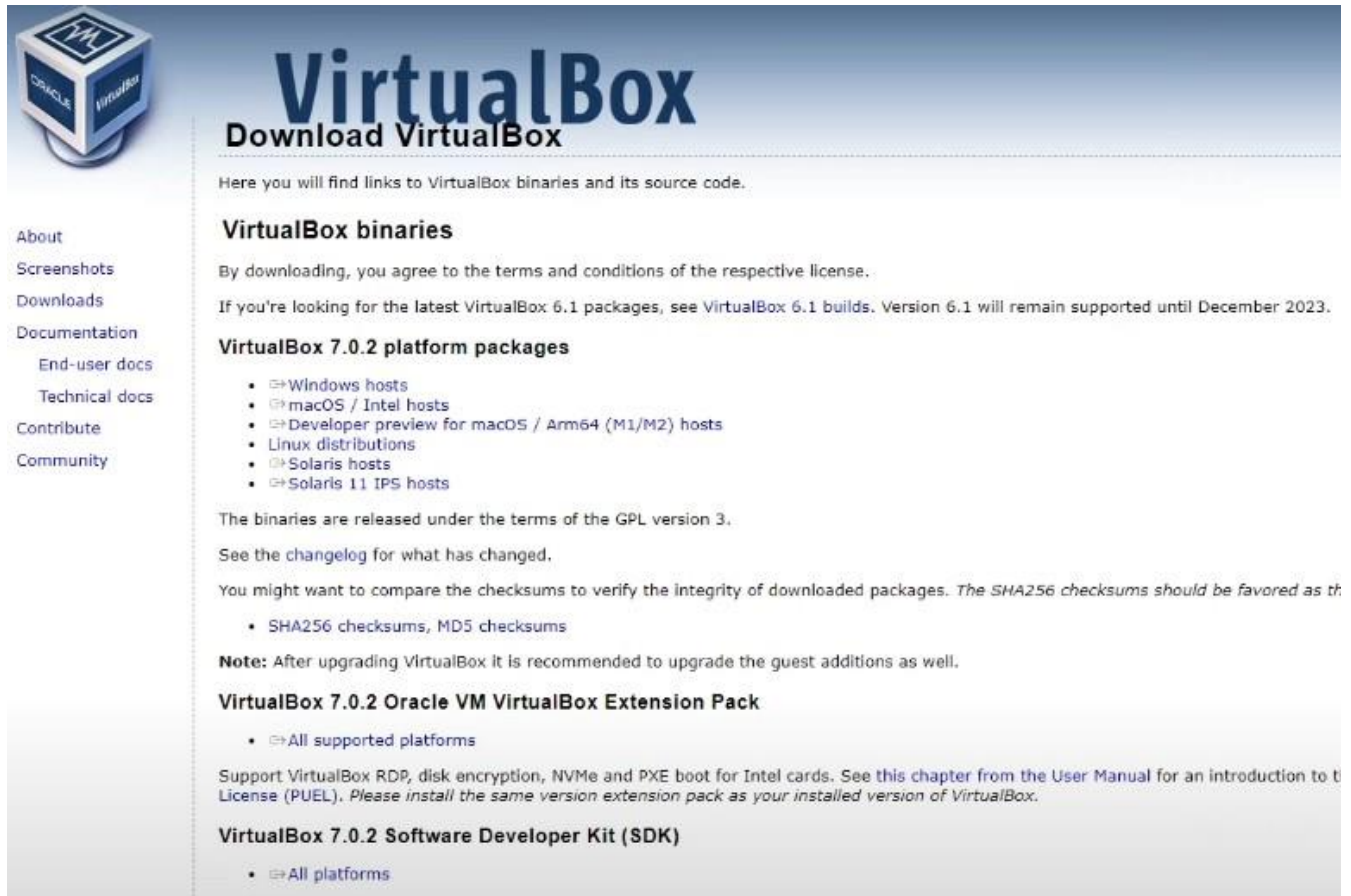 ORACLE
VirtualBox
VirtualBox
Download VirtualBox
Here you will find links to VirtualBox binaries and its source code.
About
Screenshots
Downloads
Documentation
End-user docs
Technical docs
Contribute
Community
VirtualBox binaries
By downloading, you agree to the terms and conditions of the respective license.
If you're looking for the latest VirtualBox 6.1 packages, see VirtualBox 6.1 builds. Version 6.1 will remain supported until December 2023.
VirtualBox 7.0.2 platform packages
• Windows hosts
• macOS / Intel hosts
• Developer preview for macOS / Arm64 (M1/M2) hosts
• Linux distributions
• Solaris hosts
• Solaris 11 IPS hosts
The binaries are released under the terms of the GPL version 3.
See the changelog for what has changed.
You might want to compare the checksums to verify the integrity of downloaded packages. The SHA256 checksums should be favored as th
• SHA256 checksums, MD5 checksums
Note: After upgrading VirtualBox it is recommended to upgrade the guest additions as well.
VirtualBox 7.0.2 Oracle VM VirtualBox Extension Pack
• All supported platforms
Support VirtualBox RDP, disk encryption, NVMe and PXE boot for Intel cards. See this chapter from the User Manual for an introduction to t
License (PUEL). Please install the same version extension pack as your installed version of VirtualBox.
VirtualBox 7.0.2 Software Developer Kit (SDK)
• All platforms